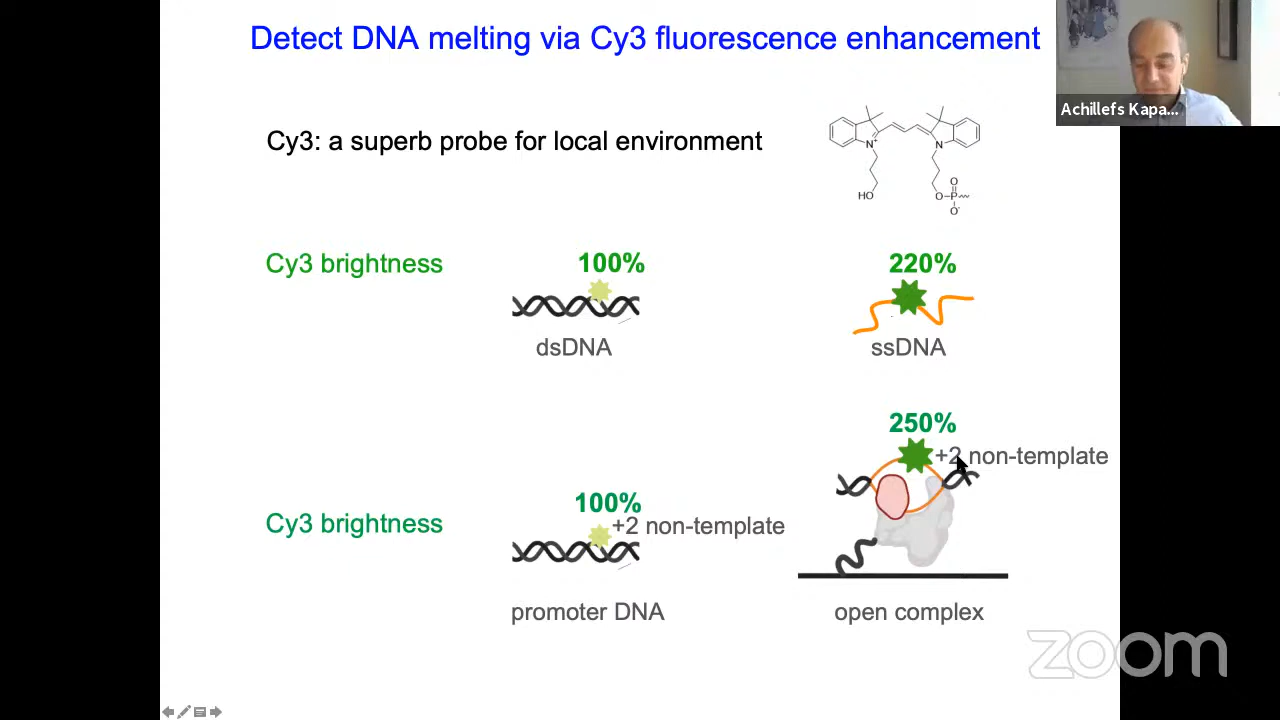 Detect DNA melting via Cy3 fluorescence enhancement
Achillefs Kapa...
Cy3: a superb probe for local environment
N+
N
HO
O
O-P
O-
Cy3 brightness
100%
220%
dsDNA
ssDNA
250%
+2 non-template
100%
Cy3 brightness
+2 non-template
promoter DNA
open complex
zoom